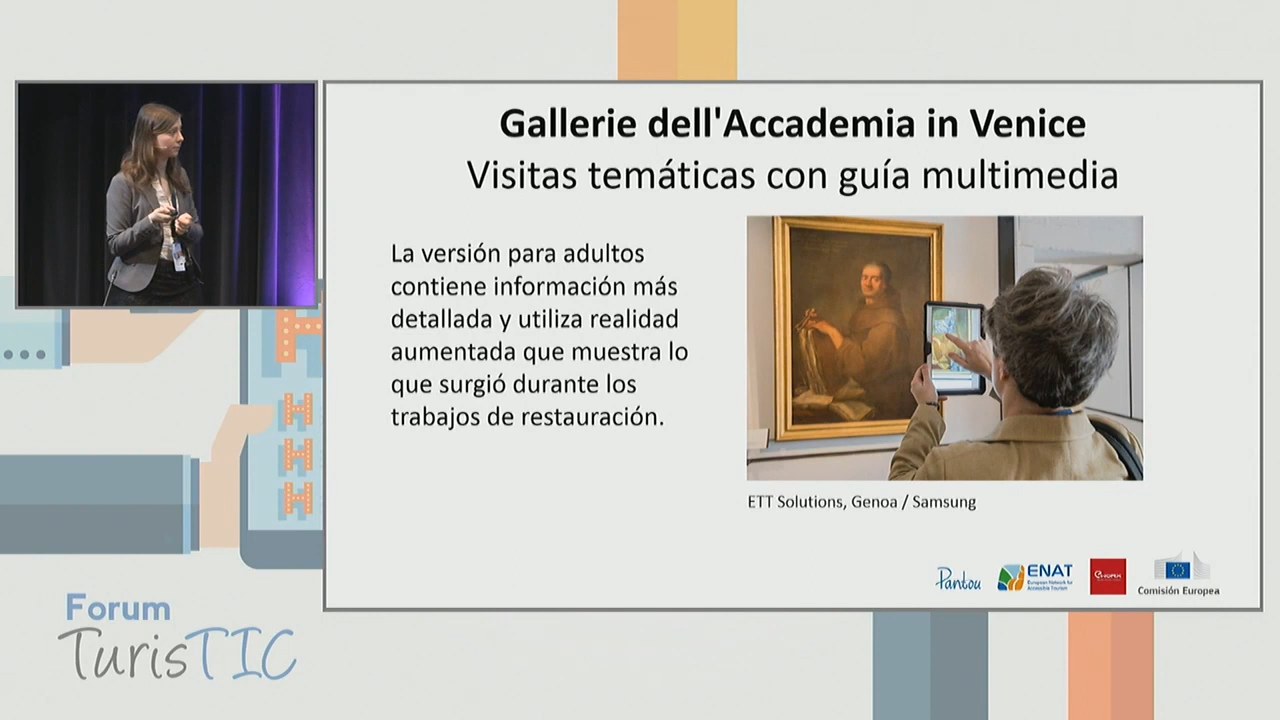 Gallerie dell'Accademia in Venice
Visitas temáticas con guía multimedia
La versión para adultos
contiene información más
detallada y utiliza realidad
aumentada que muestra lo
que surgió durante los
trabajos de restauración.
ETT Solutions, Genoa / Samsung
Pantou
ENAT
European Network for
Accessible Tourism
Comisión Europea
Forum
TurisTIC